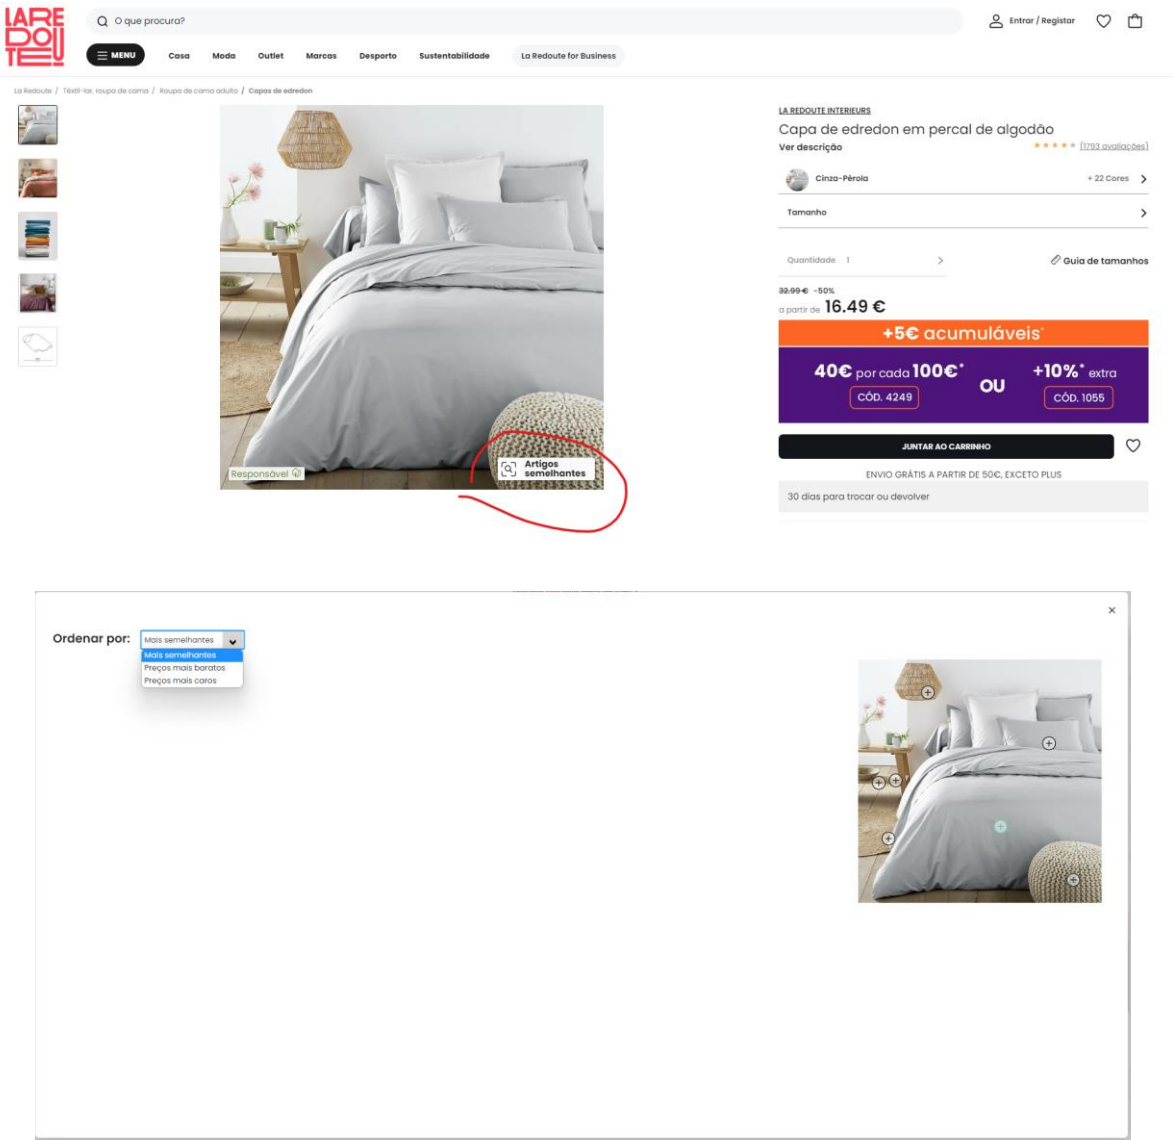 LA RE
DOU
TE
O que procura?
Entrar / Registar
MENU
Casa
Moda
Outlet
Marcas
Desporto
Sustentabilidade
La Redoute for Business
La Redoute / Têxtil-lar, roupa de cama / Roupa de cama adulto / Capas de edredon
LA REDOUTE INTERIEURS
Capa de edredon em percal de algodão
Ver descrição
(1793 avaliações)
Cinza-Pérola
+ 22 Cores
Tamanho
Quantidade 1
Guia de tamanhos
32.99 € -50%
a partir de 16.49 €
+5€ acumuláveis*
40€ por cada 100€*
CÓD. 4249
OU
+10%* extra
CÓD. 1055
JUNTAR AO CARRINHO
ENVIO GRÁTIS A PARTIR DE 50€, EXCETO PLUS
30 dias para trocar ou devolver
Responsável
Artigos
semelhantes
Ordenar por:
Mais semelhantes
Mais semelhantes
Preços mais baratos
Preços mais caros